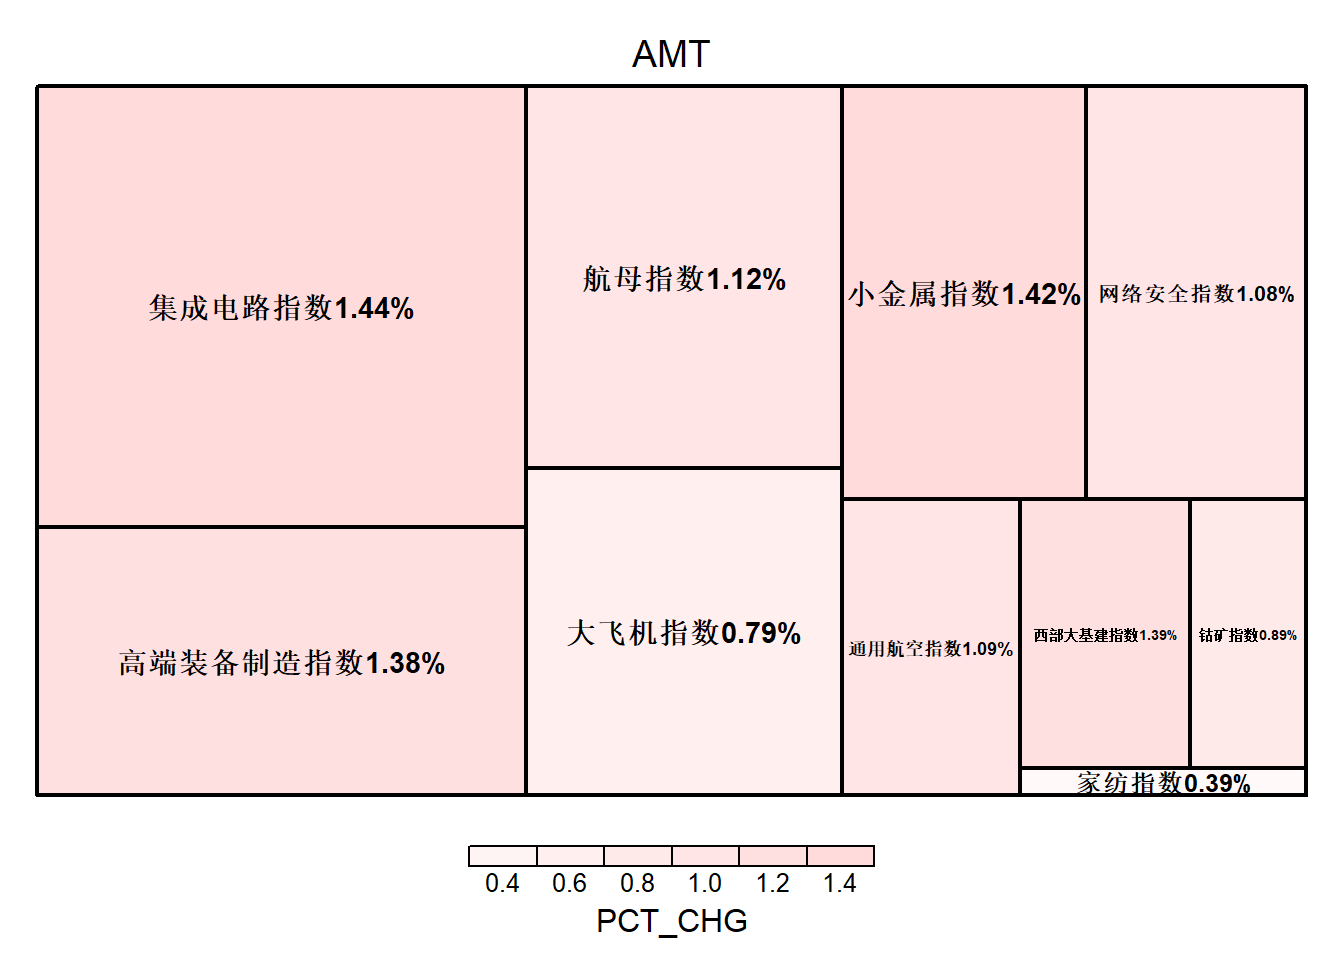 AMT
集成电路指数1.44%
航母指数1.12%
小金属指数1.42%
网络安全指数1.08%
高端装备制造指数1.38%
大飞机指数0.79%
通用航空指数1.09%
西部大基建指数1.39%
钴矿指数0.89%
家纺指数0.39%
0.4 0.6 0.8 1.0 1.2 1.4
PCT_CHG